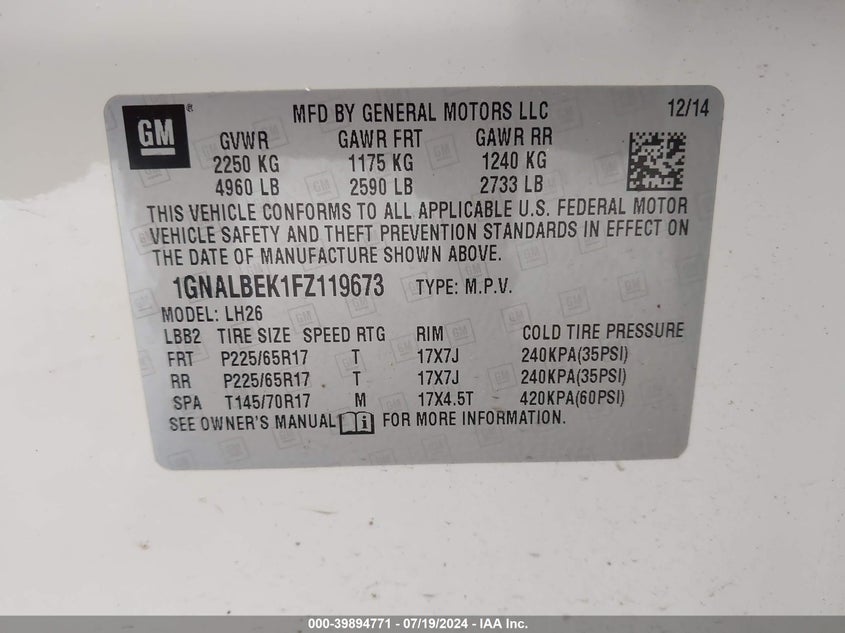 GM
MFD BY GENERAL MOTORS LLC 12/14
GVWR GAWR FRT GAWR RR
2250 KG 1175 KG 1240 KG
4960 LB 2590 LB 2733 LB
THIS VEHICLE CONFORMS TO ALL APPLICABLE U.S. FEDERAL MOTOR
VEHICLE SAFETY AND THEFT PREVENTION STANDARDS IN EFFECT ON
THE DATE OF MANUFACTURE SHOWN ABOVE.
1GNALBEK1FZ119673 TYPE: M.P.V.
MODEL: LH26
LBB2 TIRE SIZE SPEED RTG RIM COLD TIRE PRESSURE
FRT P225/65R17 T 17X7J 240KPA(35PSI)
RR P225/65R17 T 17X7J 240KPA(35PSI)
SPA T145/70R17 M 17X4.5T 420KPA(60PSI)
SEE OWNER'S MANUAL FOR MORE INFORMATION.
000-39894771 - 07/19/2024 - IAA Inc.